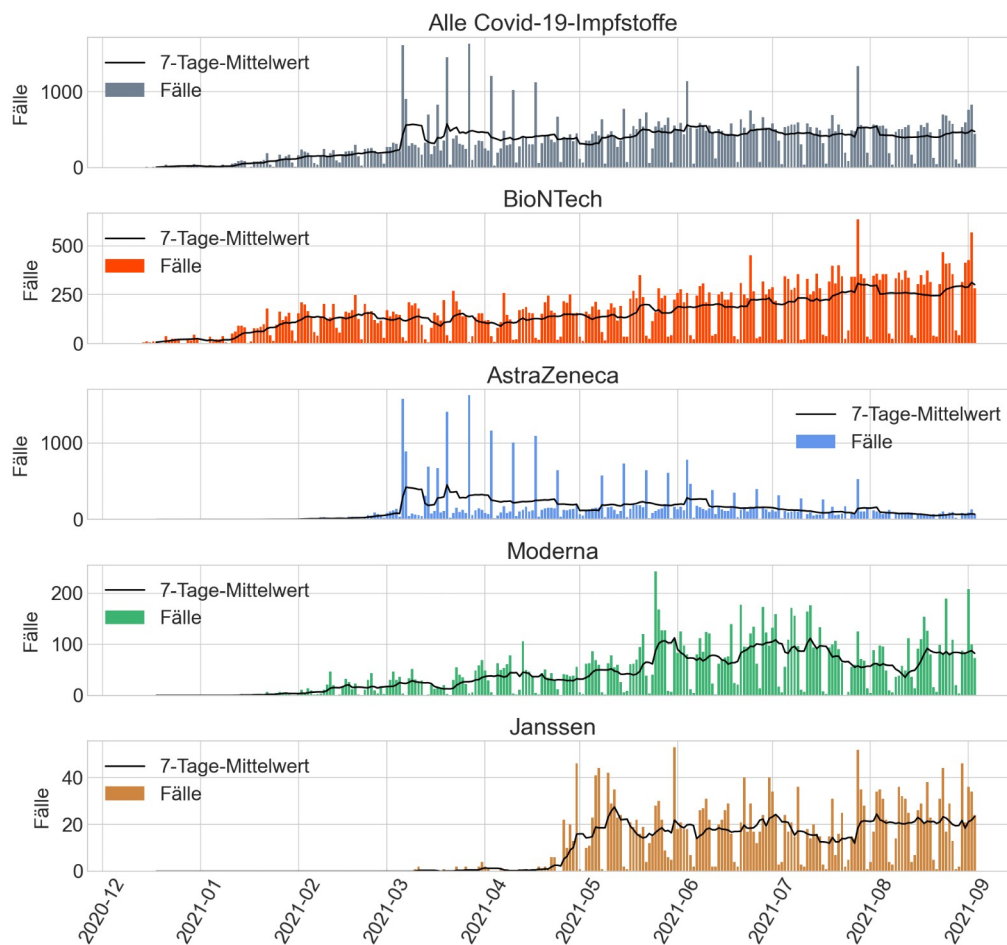 Alle Covid-19-Impfstoffe
Fälle
1000
0
7-Tage-Mittelwert
Fälle
BioNTech
Fälle
500
250
0
7-Tage-Mittelwert
Fälle
AstraZeneca
Fälle
1000
0
7-Tage-Mittelwert
Fälle
Moderna
Fälle
200
100
0
7-Tage-Mittelwert
Fälle
Janssen
Fälle
40
20
0
7-Tage-Mittelwert
Fälle
2020-12
2021-01
2021-02
2021-03
2021-04
2021-05
2021-06
2021-07
2021-08
2021-09